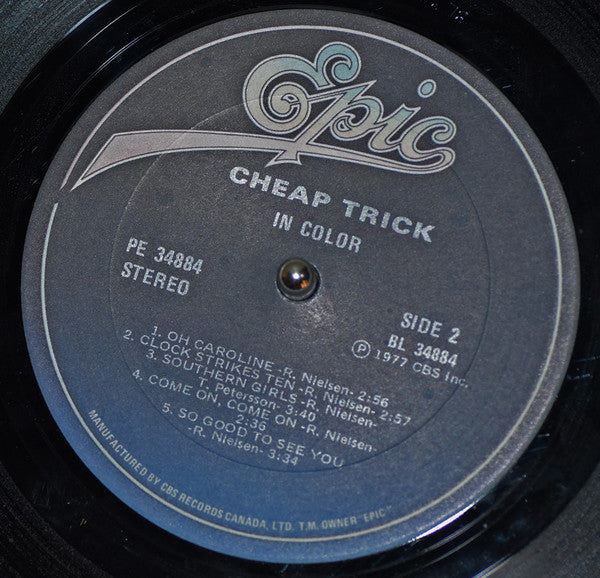 Epic
CHEAP TRICK
IN COLOR
PE 34884
STEREO
SIDE 2
BL 34884
Ⓟ 1977 CBS Inc.
1. OH CAROLINE -R. Nielsen- 2:56
2. CLOCK STRIKES TEN -R. Nielsen- 2:57
3. SOUTHERN GIRLS -R. Nielsen-
T. Petersson- 3:40
4. COME ON, COME ON -R. Nielsen-
2:36
5. SO GOOD TO SEE YOU
-R. Nielsen- 3:34
MANUFACTURED BY CBS RECORDS CANADA, LTD. T.M. OWNER "EPIC"